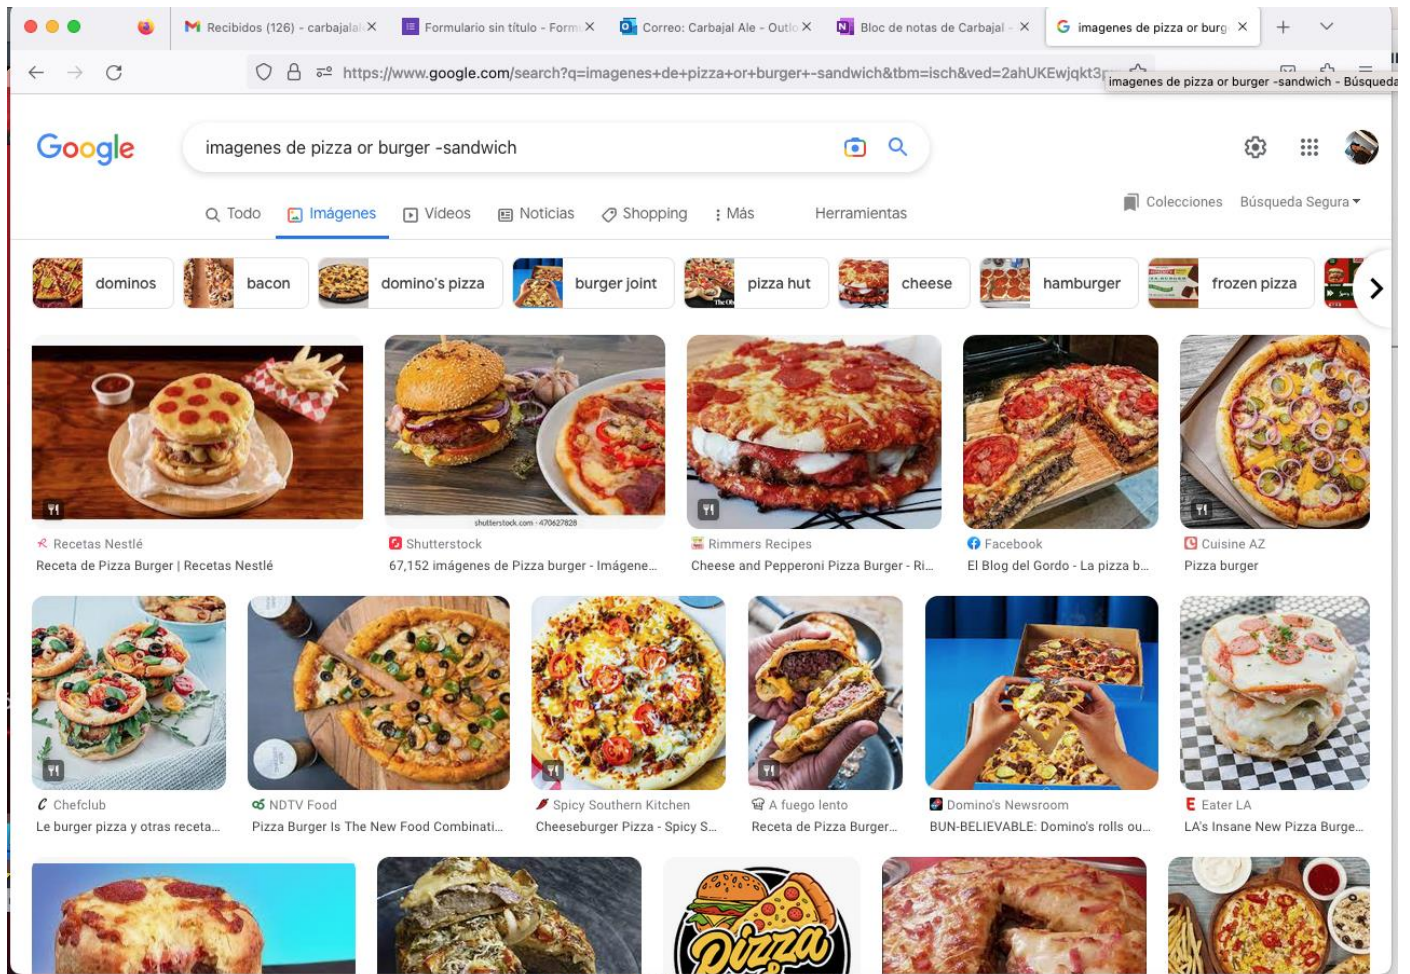 Recibidos (126) - carbajalal
Formulario sin título - Form
Correo: Carbajal Ale - Outlo
Bloc de notas de Carbajal -
imagenes de pizza or burg
https://www.google.com/search?q=imagenes+de+pizza+or+burger+-sandwich&tbm=isch&ved=2ahUKEwjqkt3p
imagenes de pizza or burger -sandwich - Búsqueda
Google
imagenes de pizza or burger -sandwich
Todo
Imágenes
Vídeos
Noticias
Shopping
Más
Herramientas
Colecciones
Búsqueda Segura
dominos
bacon
domino's pizza
burger joint
pizza hut
cheese
hamburger
frozen pizza
shutterstock.com · 470627828
Recetas Nestlé
Receta de Pizza Burger | Recetas Nestlé
Shutterstock
67,152 imágenes de Pizza burger - Imágene...
Rimmers Recipes
Cheese and Pepperoni Pizza Burger - Ri...
Facebook
El Blog del Gordo - La pizza b...
Cuisine AZ
Pizza burger
Chefclub
Le burger pizza y otras receta...
NDTV Food
Pizza Burger Is The New Food Combinati...
Spicy Southern Kitchen
Cheeseburger Pizza - Spicy S...
A fuego lento
Receta de Pizza Burger...
Domino's Newsroom
BUN-BELIEVABLE: Domino's rolls ou...
Eater LA
LA's Insane New Pizza Burge...
Pizza